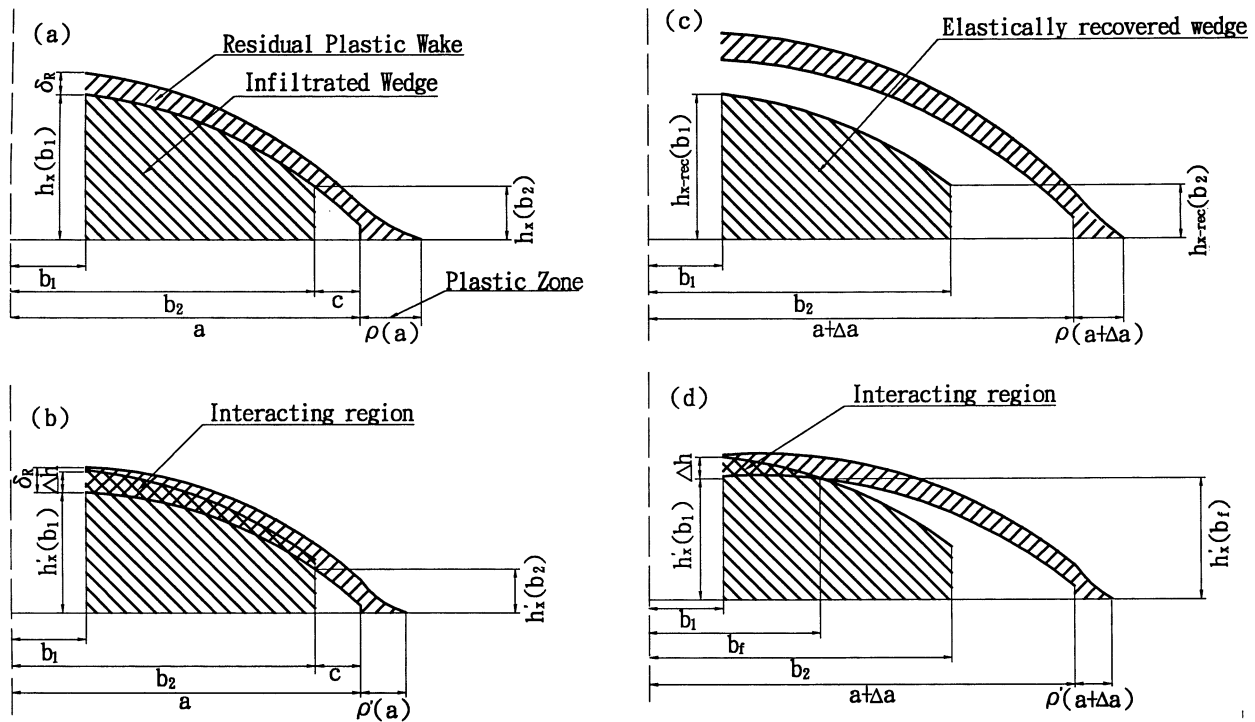 (a)
Residual Plastic Wake
Infiltrated Wedge
δR
hx(b1)
hx(b2)
b1
b2
c
Plastic Zone
a
ρ(a)
(c)
Elastically recovered wedge
hx-rec(b1)
hx-rec(b2)
b1
b2
a+Δa
ρ(a+Δa)
(b)
Interacting region
δR
Δh
h'x(b1)
h'x(b2)
b1
b2
c
a
ρ'(a)
(d)
Interacting region
Δh
h'x(b1)
h'x(bf)
b1
bf
b2
a+Δa
ρ'(a+Δa)